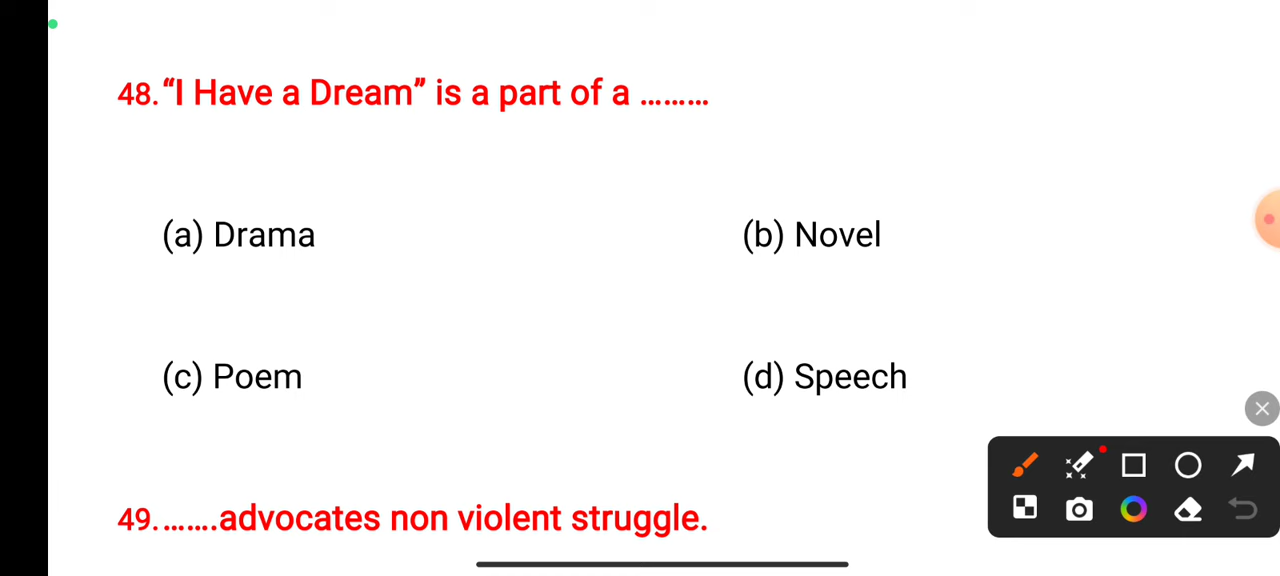 48. “I Have a Dream” is a part of a .........
(a) Drama (b) Novel
(c) Poem (d) Speech
49. .......advocates non violent struggle.